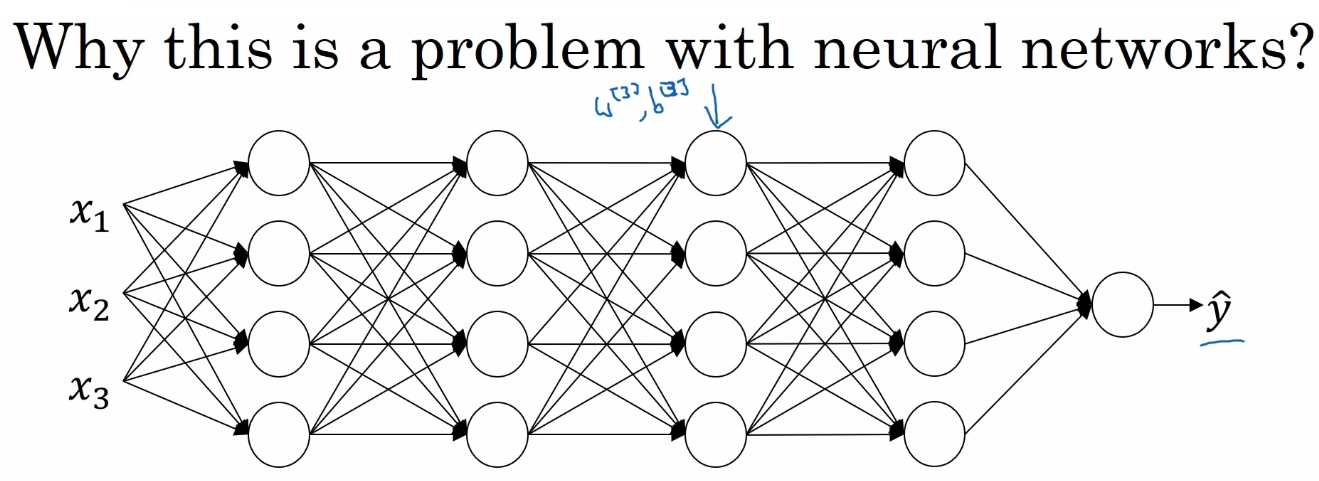 Why this is a problem with neural networks?
w^[3], b^[3]
x₁
x₂
x₃
ŷ